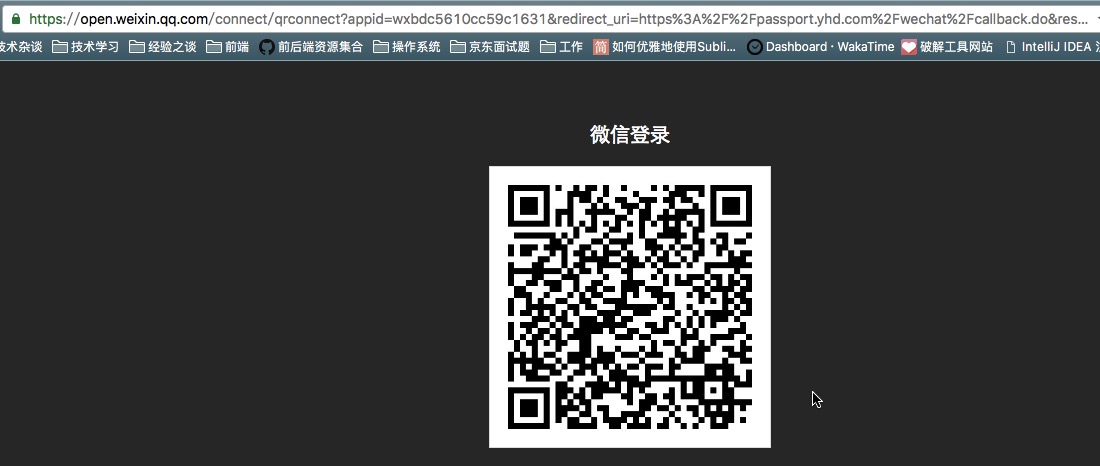 https://open.weixin.qq.com/connect/qrconnect?appid=wxbdc5610cc59c1631&redirect_uri=https%3A%2F%2Fpassport.yhd.com%2Fwechat%2Fcallback.do&res...
术杂谈 技术学习 经验之谈 前端 前后端资源集合 操作系统 京东面试题 工作 简 如何优雅地使用Subli... Dashboard · WakaTime 破解工具网站 IntelliJ IDEA
微信登录